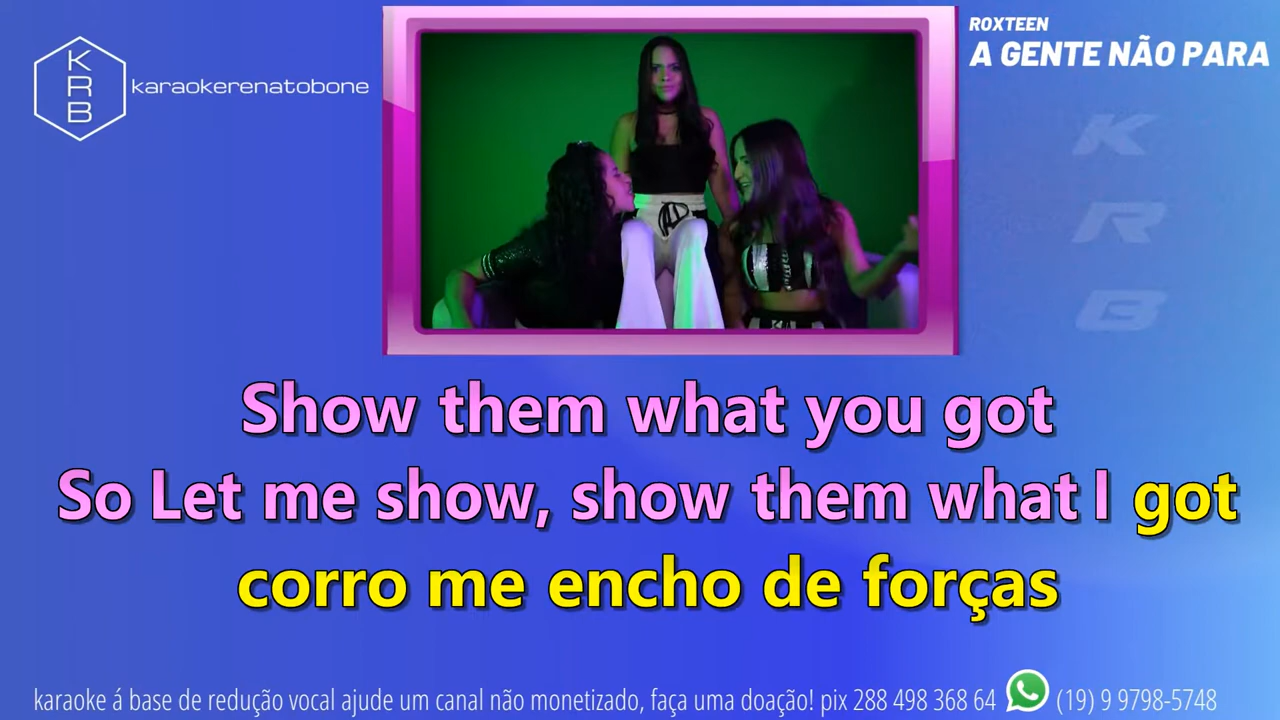 K
R
B
karaokerenatobone
ROXTEEN
A GENTE NÃO PARA
K
R
B
Show them what you got
So Let me show, show them what I got
corro me encho de forças
karaoke á base de redução vocal ajude um canal não monetizado, faça uma doação! pix 288 498 368 64 (19) 9 9798-5748